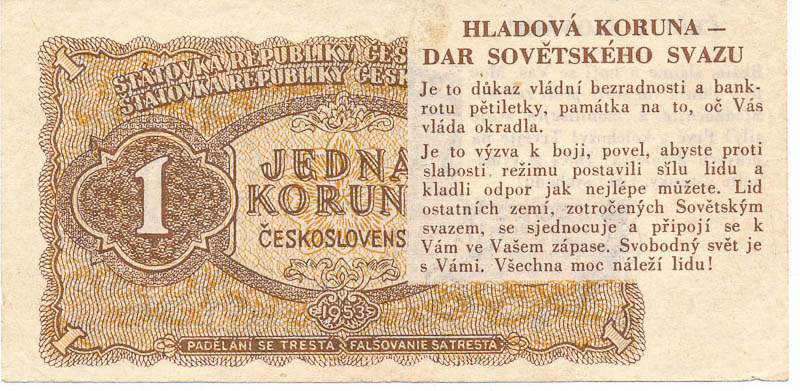 1
STÁTOVKA REPUBLIKY
ŠTÁTOVKA REPUBLIKY
1
JEDNA
KORUN
ČESKOSLOVENS
1953
1
1
PADĚLÁNÍ SE TRESTÁ
FALŠOVANIE SA TRESTÁ
HLADOVÁ KORUNA —
DAR SOVĚTSKÉHO SVAZU
Je to důkaz vládní bezradnosti a bank-
rotu pětiletky, památka na to, oč Vás
vláda okradla.
Je to výzva k boji, povel, abyste proti
slabosti režimu postavili sílu lidu a
kladli odpor jak nejlépe můžete. Lid
ostatních zemí, zotročených Sovětským
svazem, se sjednocuje a připojí se k
Vám ve Vašem zápase. Svobodný svět je
s Vámi. Všechna moc náleží lidu!